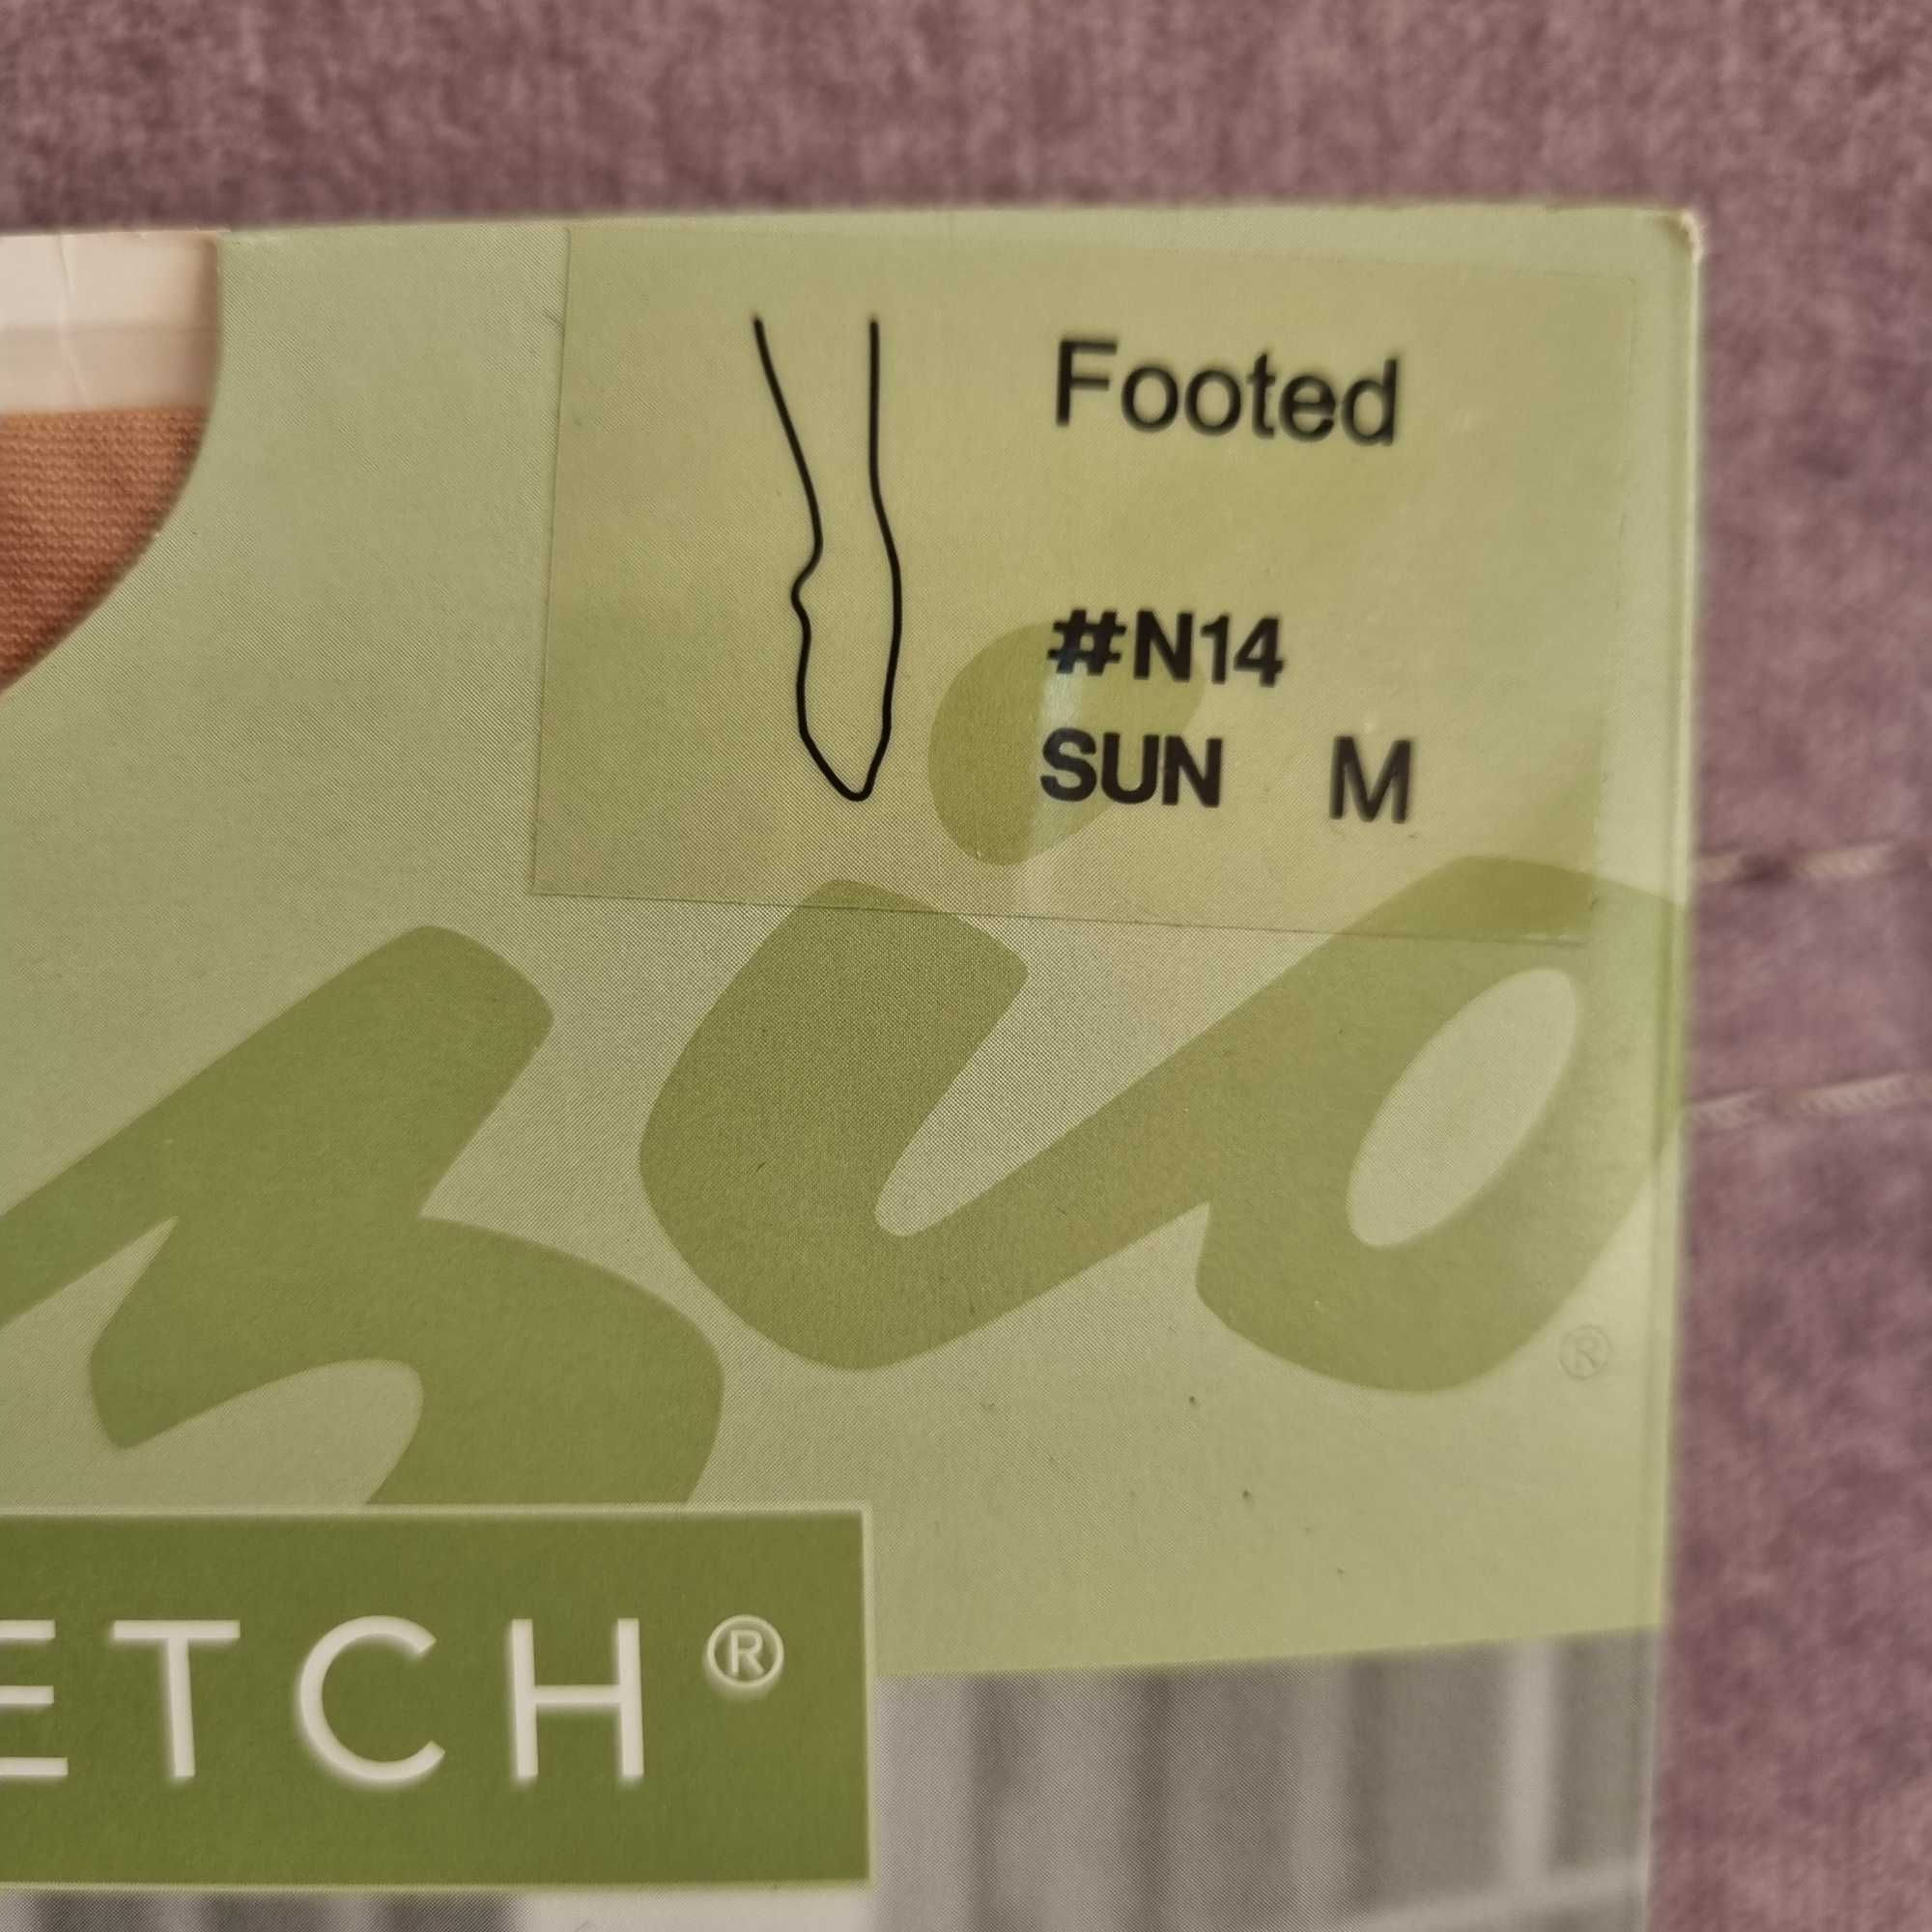 Footed
#N14
SUN M
®
ETCH®